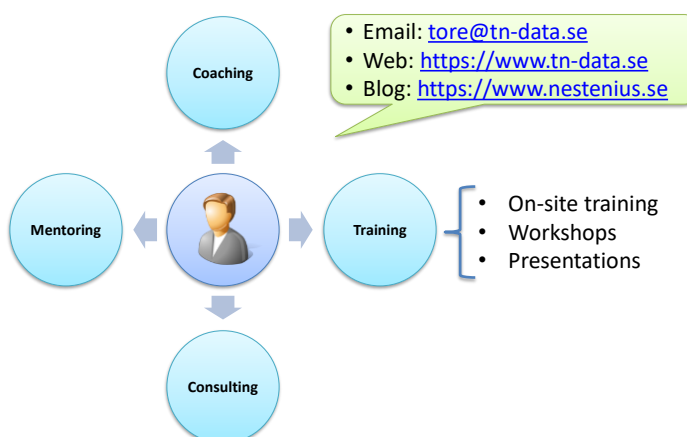 • Email: tore@tn-data.se
• Web: https://www.tn-data.se
• Blog: https://www.nestenius.se
Coaching
Mentoring
Training
• On-site training
• Workshops
• Presentations
Consulting